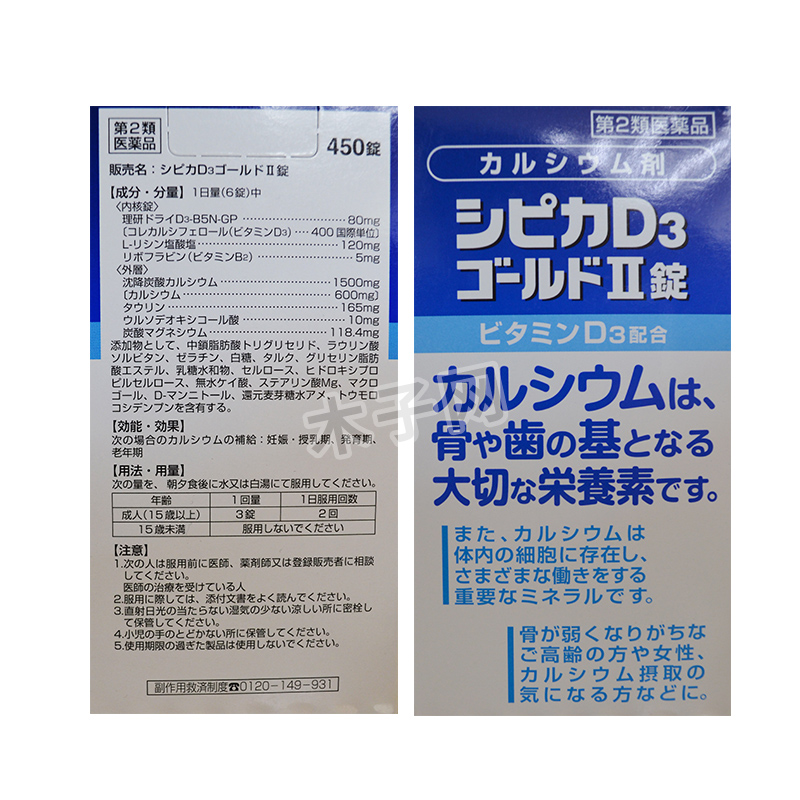 第2類
医薬品
450錠
販売名：シピカD3ゴールドⅡ錠
【成分・分量】 1日量(6錠)中
〈内核錠〉
理研ドライD3-B5N-GP ………… 80mg
〔コレカルシフェロール(ビタミンD3) … 400国際単位〕
L-リシン塩酸塩 ………… 120mg
リボフラビン(ビタミンB2) ………… 5mg
〈外層〉
沈降炭酸カルシウム ………… 1500mg
〔カルシウム ………… 600mg〕
タウリン ………… 165mg
ウルソデオキシコール酸 ………… 10mg
炭酸マグネシウム ………… 118.4mg
添加物として、中鎖脂肪酸トリグリセリド、ラウリン酸
ソルビタン、ゼラチン、白糖、タルク、グリセリン脂肪
酸エステル、乳糖水和物、セルロース、ヒドロキシプロ
ピルセルロース、無水ケイ酸、ステアリン酸Mg、マクロ
ゴール、D-マンニトール、還元麦芽糖水アメ、トウモロ
コシデンプンを含有する。
【効能・効果】
次の場合のカルシウムの補給：妊娠・授乳期、発育期、
老年期
【用法・用量】
次の量を、朝夕食後に水又は白湯にて服用してください。
年齢 1回量 1日服用回数
成人(15歳以上) 3錠 2回
15歳未満 服用しないでください
【注意】
1.次の人は服用前に医師、薬剤師又は登録販売者に相談
してください。
医師の治療を受けている人
2.服用に際しては、添付文書をよく読んでください。
3.直射日光の当たらない湿気の少ない涼しい所に密栓し
て保管してください。
4.小児の手のとどかない所に保管してください。
5.使用期限の過ぎた製品は使用しないでください。
副作用救済制度☎0120-149-931
第2類医薬品
カルシウム剤
シピカD3
ゴールドⅡ錠
ビタミンD3配合
カルシウムは、
骨や歯の基となる
大切な栄養素です。
また、カルシウムは
体内の細胞に存在し、
さまざまな働きをする
重要なミネラルです。
骨が弱くなりがちな
ご高齢の方や女性、
カルシウム摂取の
気になる方などに。
木子网